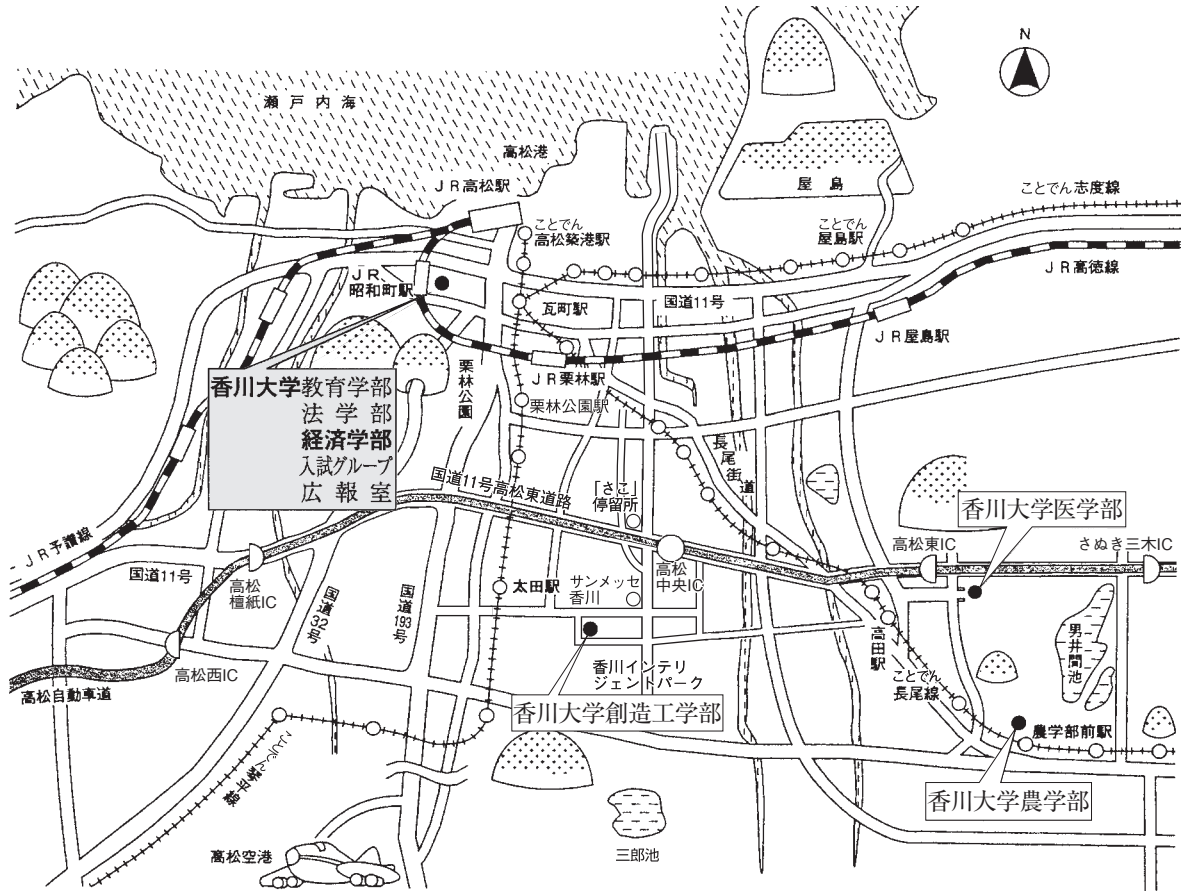 N
瀬戸内海
高松港
JR高松駅
屋島
ことでん志度線
ことでん
高松築港駅
ことでん
屋島駅
JR高徳線
JR
昭和町駅
瓦町駅
国道11号
JR屋島駅
栗林公園
JR栗林駅
栗林公園駅
香川大学教育学部
法学部
経済学部
入試グループ
広報室
長尾街道
国道11号高松東道路
「さこ」
停留所
香川大学医学部
高松東IC
さぬき三木IC
JR予讃線
国道11号
高松
檀紙IC
国道32号
国道193号
太田駅
サンメッセ
香川
高松
中央IC
高田駅
男井間池
高松西IC
高松自動車道
香川インテリ
ジェントパーク
ことでん
長尾線
香川大学創造工学部
農学部前駅
ことでん琴平線
香川大学農学部
高松空港
三郎池